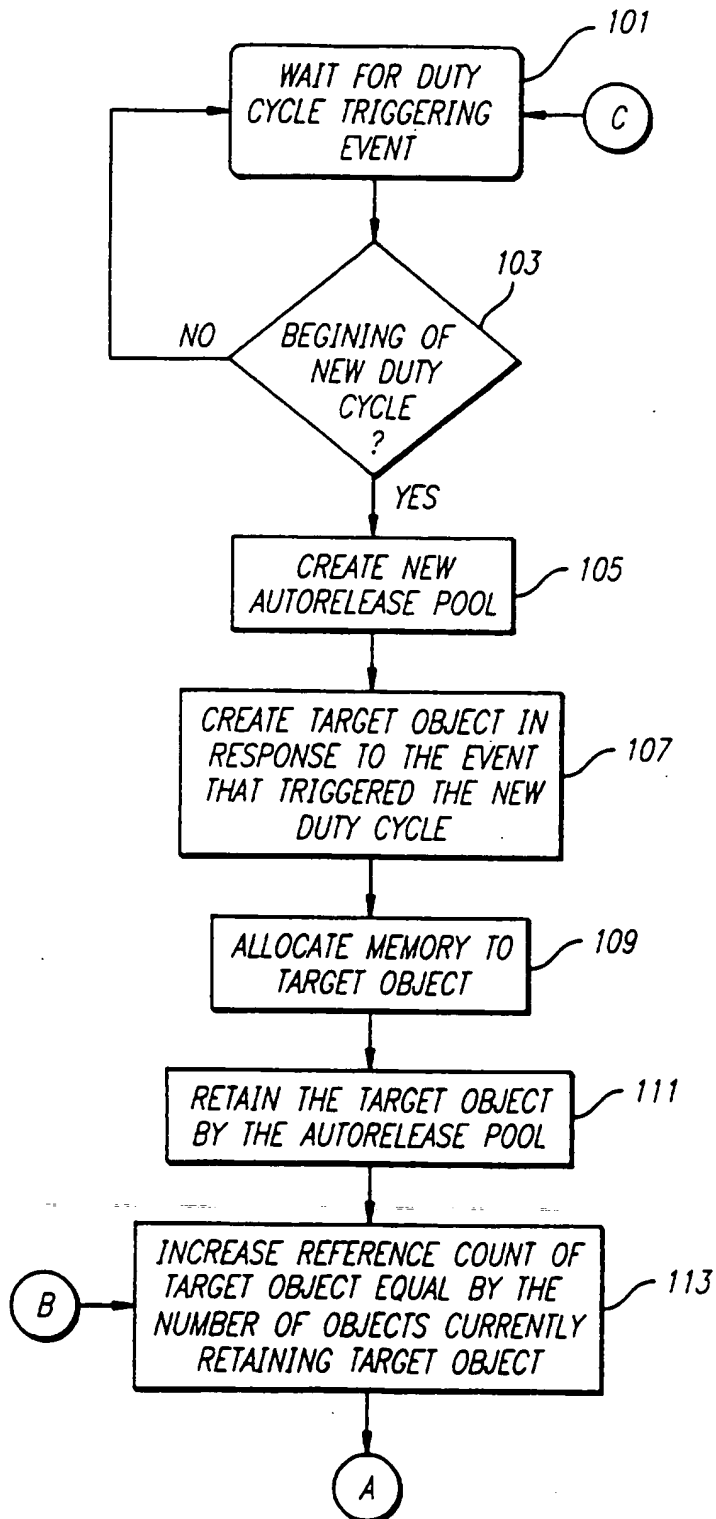 101
WAIT FOR DUTY
CYCLE TRIGGERING
EVENT
C
103
NO
BEGINING OF
NEW DUTY
CYCLE
?
YES
CREATE NEW
AUTORELEASE POOL
105
CREATE TARGET OBJECT IN
RESPONSE TO THE EVENT
THAT TRIGGERED THE NEW
DUTY CYCLE
107
ALLOCATE MEMORY TO
TARGET OBJECT
109
RETAIN THE TARGET OBJECT
BY THE AUTORELEASE POOL
111
B
INCREASE REFERENCE COUNT OF
TARGET OBJECT EQUAL BY THE
NUMBER OF OBJECTS CURRENTLY
RETAINING TARGET OBJECT
113
A